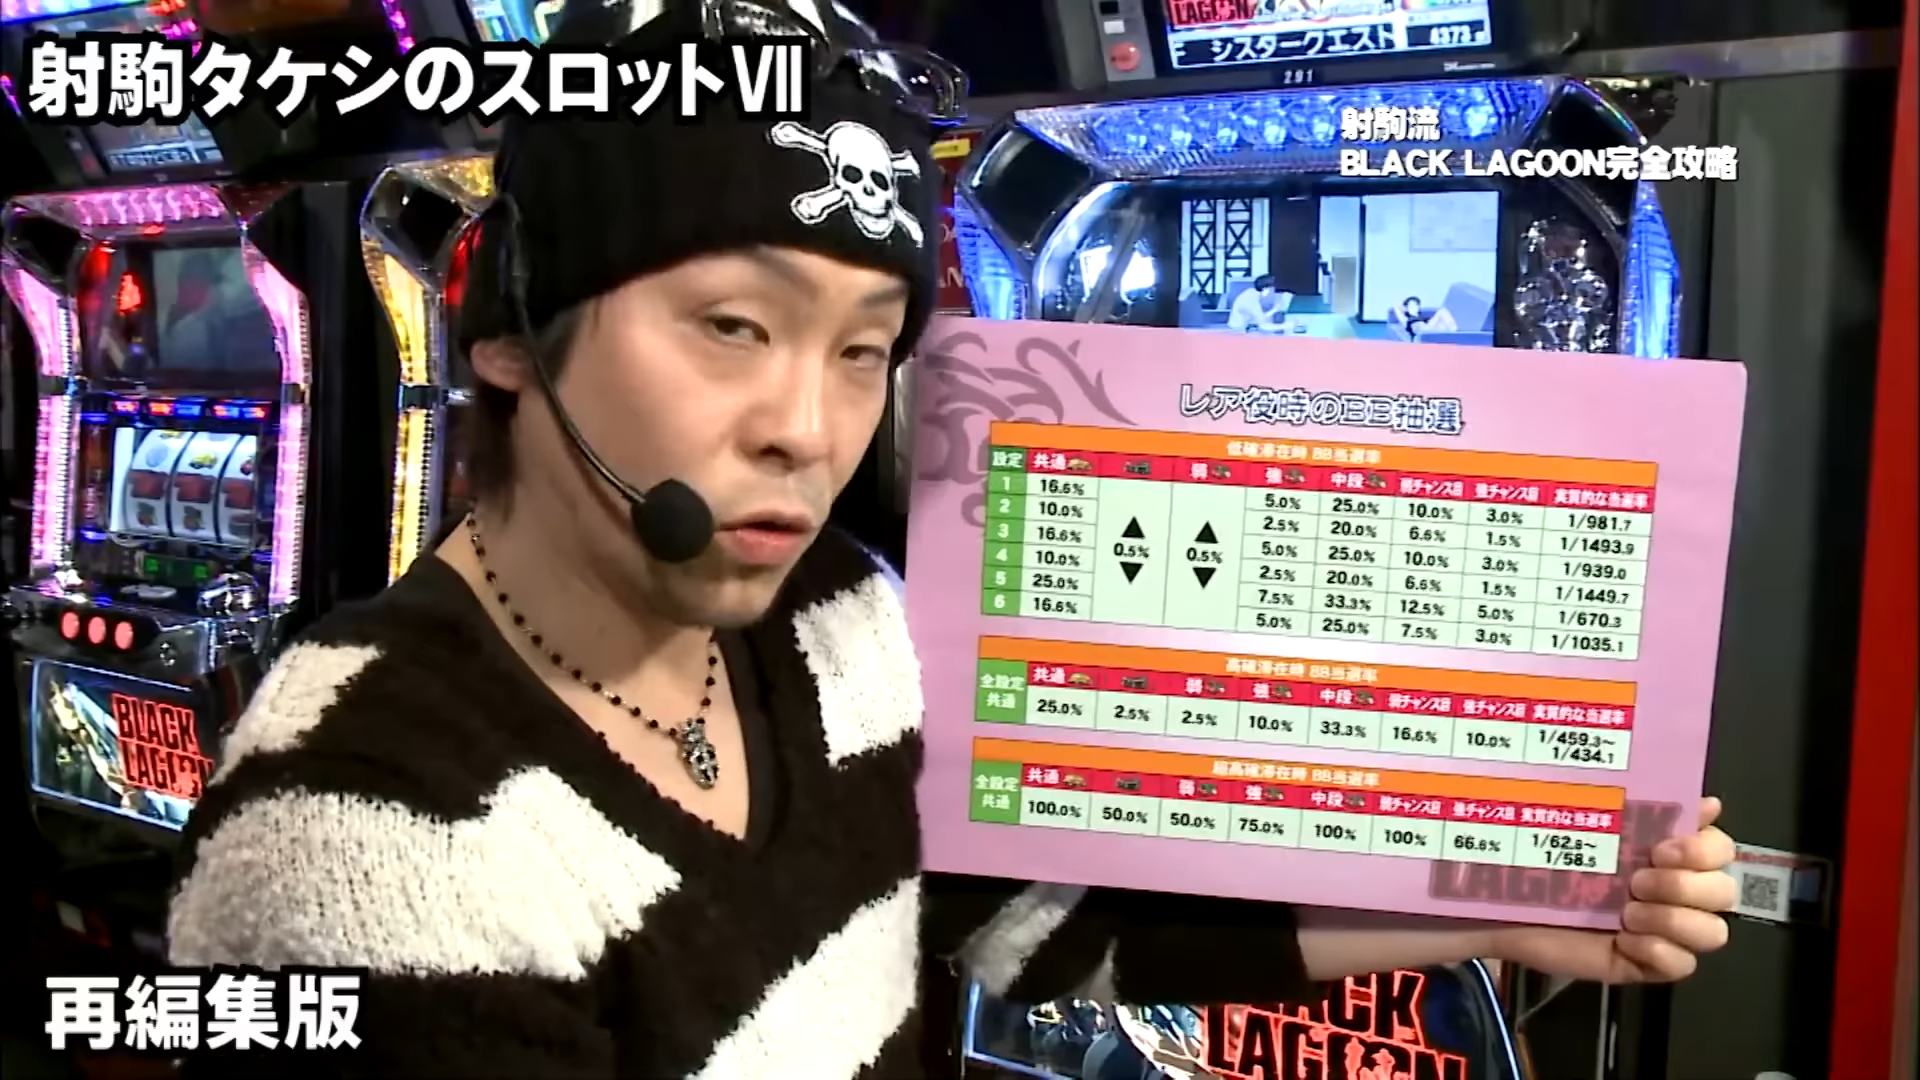 射駒タケシのスロットⅦ
シスタークエスト
4373
291
射駒流
BLACK LAGOON完全攻略
レア役時のBB抽選
低確滞在時 BB当選率
設定 共通 弱 強 中段 弱チャンス目 強チャンス目 実質的な当選率
1 16.6% 5.0% 25.0% 10.0% 3.0% 1/981.7
2 10.0% 2.5% 20.0% 6.6% 1.5% 1/1493.9
3 16.6% ▲ 0.5% ▼ ▲ 0.5% ▼ 5.0% 25.0% 10.0% 3.0% 1/939.0
4 10.0% 2.5% 20.0% 6.6% 1.5% 1/1449.7
5 25.0% 7.5% 33.3% 12.5% 5.0% 1/670.3
6 16.6% 5.0% 25.0% 7.5% 3.0% 1/1035.1
高確滞在時 BB当選率
全設定共通 共通 弱 強 中段 弱チャンス目 強チャンス目 実質的な当選率
25.0% 2.5% 2.5% 10.0% 33.3% 16.6% 10.0% 1/459.3~
1/434.1
超高確滞在時 BB当選率
全設定共通 共通 弱 強 中段 弱チャンス目 強チャンス目 実質的な当選率
100.0% 50.0% 50.0% 75.0% 100% 100% 66.6% 1/62.8~
1/58.5
BLACK
LAGOON
LAGOON
再編集版